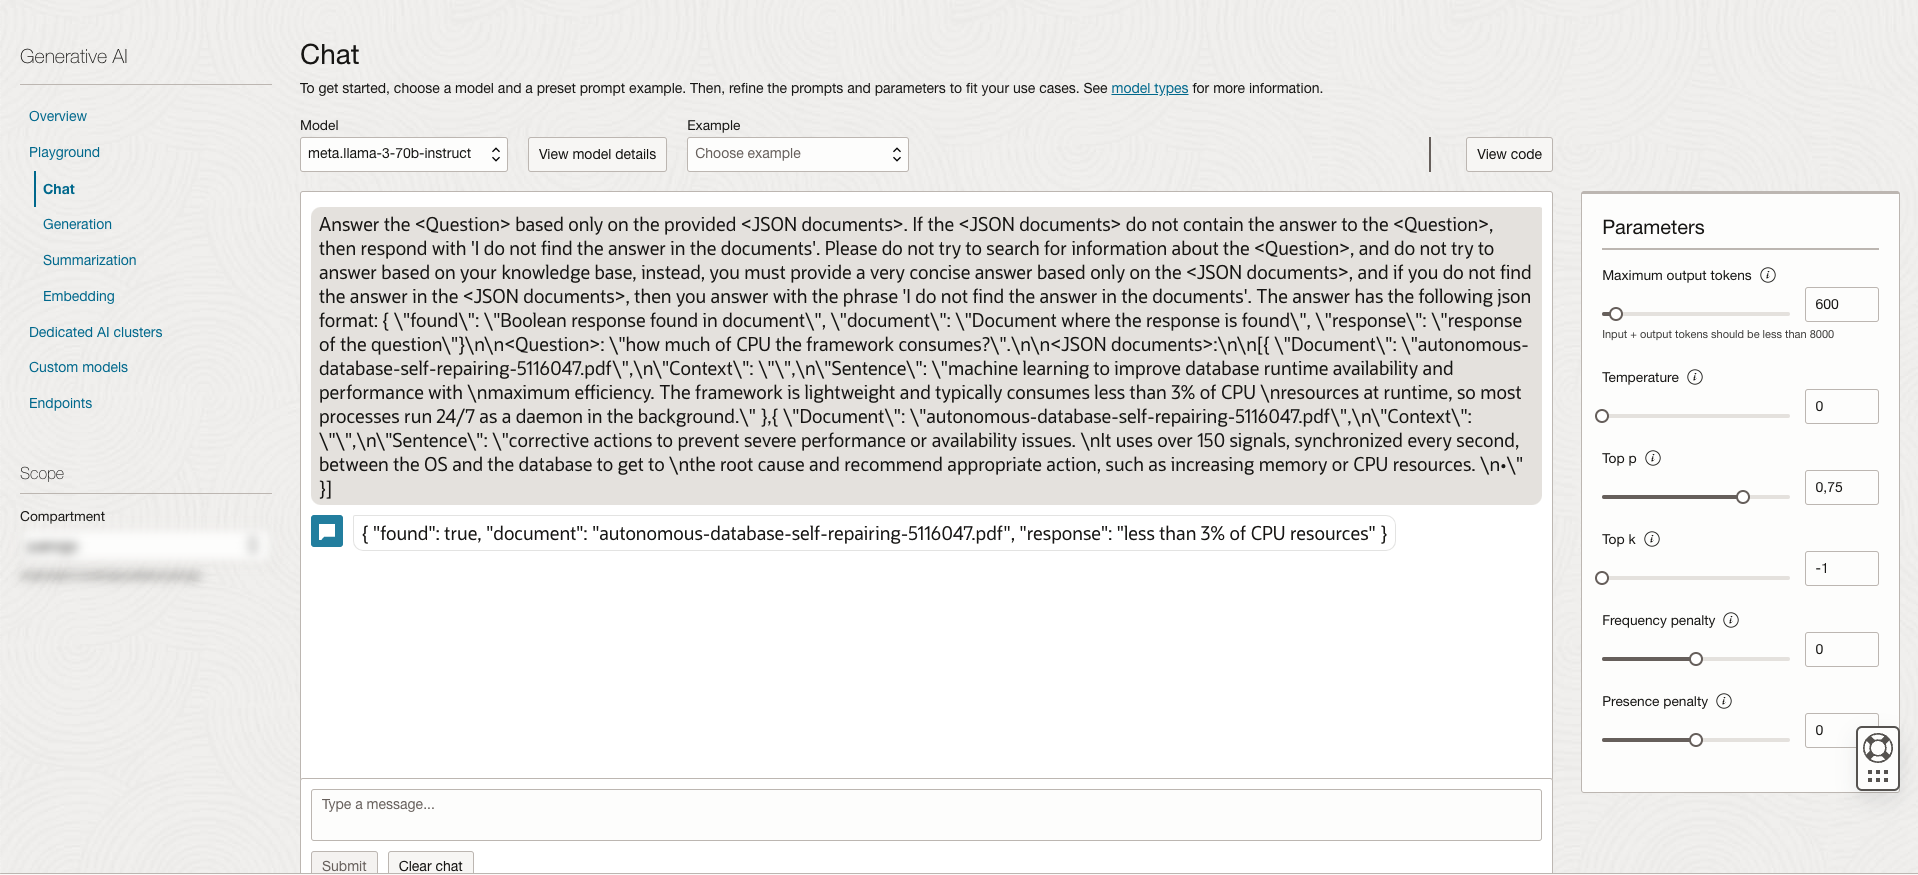 Generative AI
Overview
Playground
Chat
Generation
Summarization
Embedding
Dedicated AI clusters
Custom models
Endpoints
Scope
Compartment
Chat
To get started, choose a model and a preset prompt example. Then, refine the prompts and parameters to fit your use cases. See model types for more information.
Model
meta.llama-3-70b-instruct
View model details
Example
Choose example
View code
Answer the <Question> based only on the provided <JSON documents>. If the <JSON documents> do not contain the answer to the <Question>,
then respond with 'I do not find the answer in the documents'. Please do not try to search for information about the <Question>, and do not try to
answer based on your knowledge base, instead, you must provide a very concise answer based only on the <JSON documents>, and if you do not find
the answer in the <JSON documents>, then you answer with the phrase 'I do not find the answer in the documents'. The answer has the following json
format: { \"found\": \"Boolean response found in document\", \"document\": \"Document where the response is found\", \"response\": \"response
of the question\"}\n\n<Question>: \"how much of CPU the framework consumes?\".\n\n<JSON documents>:\n\n[{ \"Document\": \"autonomous-
database-self-repairing-5116047.pdf\",\n\"Context\": \"\",\n\"Sentence\": \"machine learning to improve database runtime availability and
performance with \nmaximum efficiency. The framework is lightweight and typically consumes less than 3% of CPU \nresources at runtime, so most
processes run 24/7 as a daemon in the background.\" },{ \"Document\": \"autonomous-database-self-repairing-5116047.pdf\",\n\"Context\":
\"\",\n\"Sentence\": \"corrective actions to prevent severe performance or availability issues. \nIt uses over 150 signals, synchronized every second,
between the OS and the database to get to \nthe root cause and recommend appropriate action, such as increasing memory or CPU resources. \n•\"
}]
{ "found": true, "document": "autonomous-database-self-repairing-5116047.pdf", "response": "less than 3% of CPU resources" }
Type a message...
Submit
Clear chat
Parameters
Maximum output tokens
600
Input + output tokens should be less than 8000
Temperature
0
Top p
0,75
Top k
-1
Frequency penalty
0
Presence penalty
0